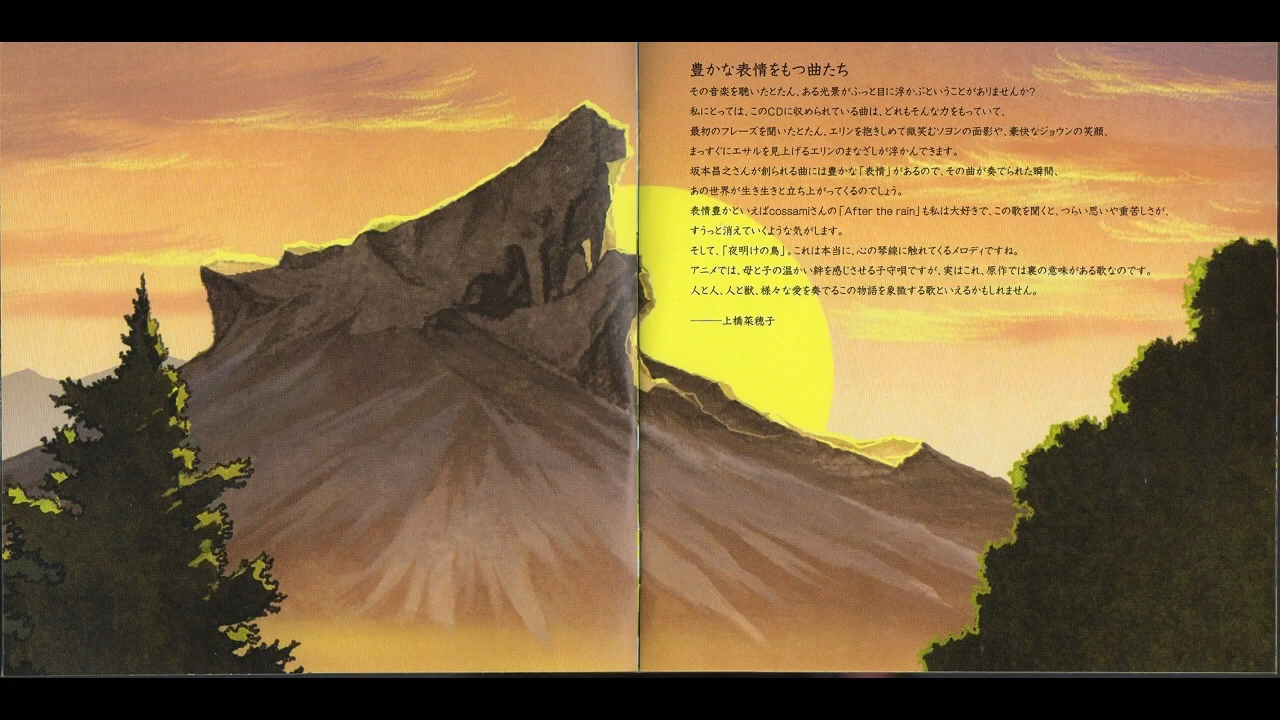 豊かな表情をもつ曲たち
その音楽を聴いたとたん、ある光景がふっと目に浮かぶということがありませんか?
私にとっては、このCDに収められている曲は、どれもそんな力をもっていて、
最初のフレーズを聞いたとたん、エリンを抱きしめて微笑むソヨンの面影や、豪快なジョウンの笑顔、
まっすぐにエサルを見上げるエリンのまなざしが浮かんできます。
坂本昌之さんが創られる曲には豊かな「表情」があるので、その曲が奏でられた瞬間、
あの世界が生き生きと立ち上がってくるのでしょう。
表情豊かといえばcossamiさんの「After the rain」も私は大好きで、この歌を聞くと、つらい思いや重苦しさが、
すうっと消えていくような気がします。
そして、「夜明けの鳥」。これは本当に、心の琴線に触れてくるメロディですね。
アニメでは、母と子の温かい絆を感じさせる子守唄ですが、実はこれ、原作では裏の意味がある歌なのです。
人と人、人と獣、様々な愛を奏でるこの物語を象徴する歌といえるかもしれません。
───上橋菜穂子